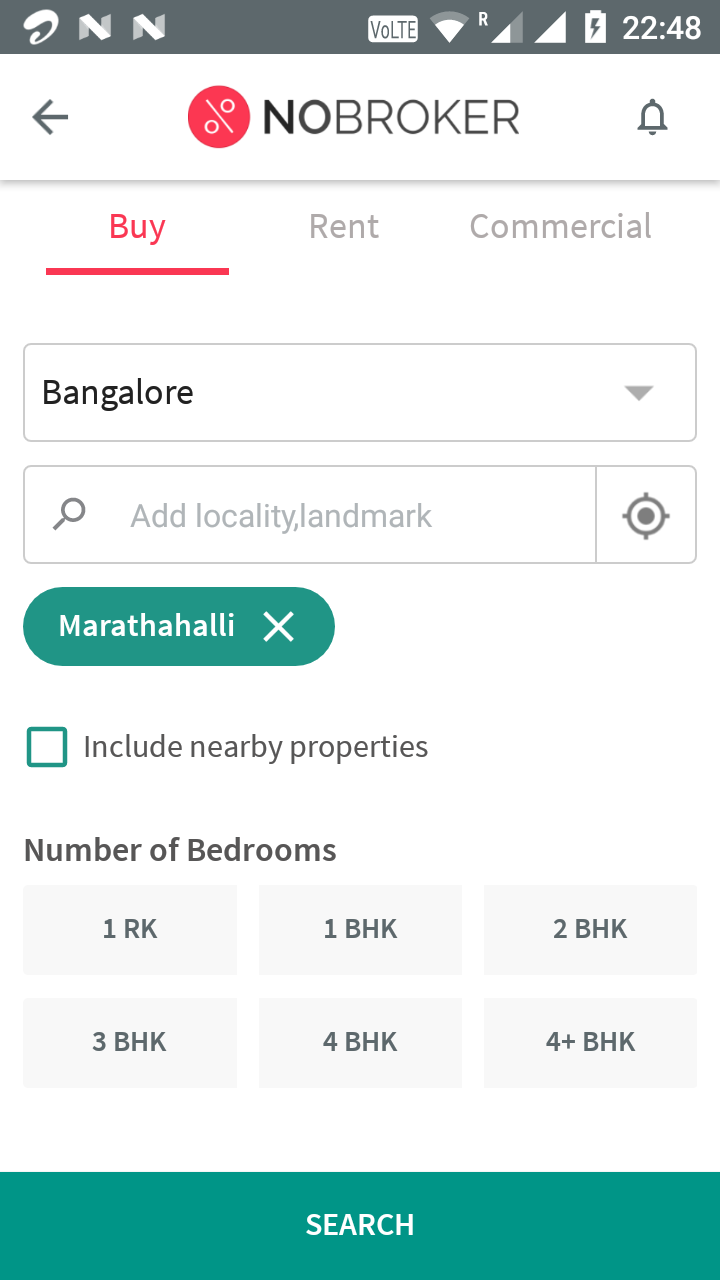 VoLTE R 22:48
NOBROKER
Buy Rent Commercial
Bangalore
Add locality,landmark
Marathahalli
Include nearby properties
Number of Bedrooms
1 RK 1 BHK 2 BHK
3 BHK 4 BHK 4+ BHK
SEARCH